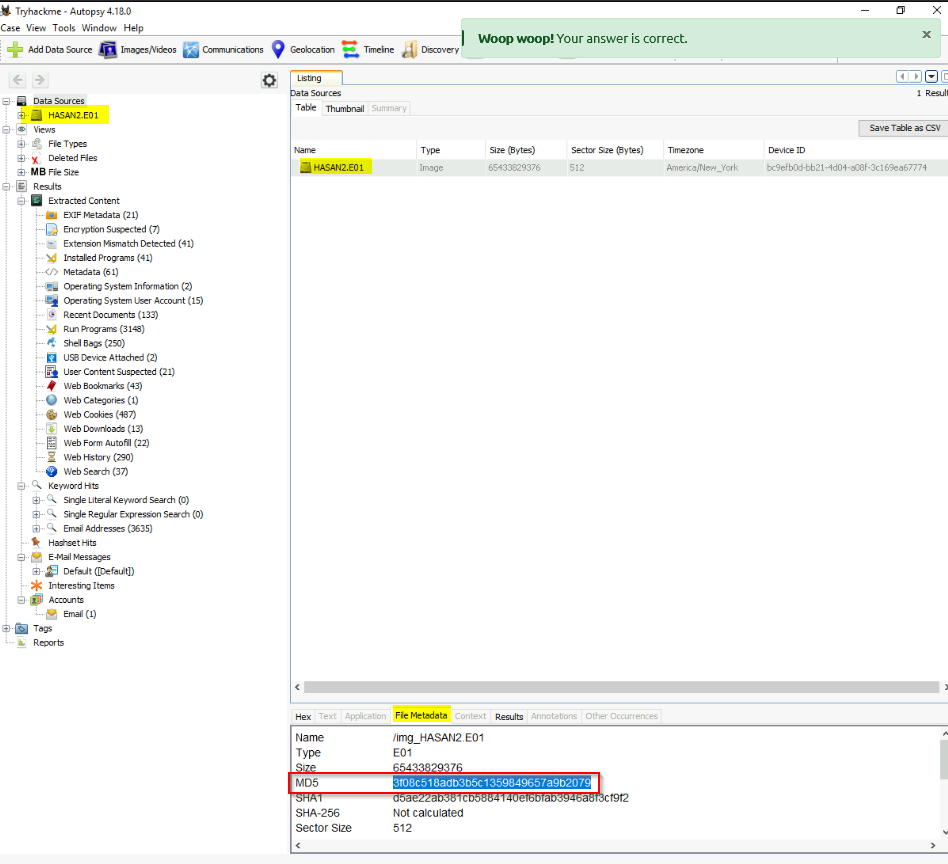 Tryhackme - Autopsy 4.18.0
Case View Tools Window Help
Add Data Source Images/Videos Communications Geolocation Timeline Discovery
Woop woop! Your answer is correct.
Listing
Data Sources
1 Result
Table Thumbnail Summary
Save Table as CSV
Name Type Size (Bytes) Sector Size (Bytes) Timezone Device ID
HASAN2.E01 Image 65433829376 512 America/New_York bc9efb0d-bb21-4d04-a08f-3c169ea67774
Data Sources
HASAN2.E01
Views
File Types
Deleted Files
MB File Size
Results
Extracted Content
EXIF Metadata (21)
Encryption Suspected (7)
Extension Mismatch Detected (41)
Installed Programs (41)
Metadata (61)
Operating System Information (2)
Operating System User Account (15)
Recent Documents (133)
Run Programs (3148)
Shell Bags (250)
USB Device Attached (2)
User Content Suspected (21)
Web Bookmarks (43)
Web Categories (1)
Web Cookies (487)
Web Downloads (13)
Web Form Autofill (22)
Web History (290)
Web Search (37)
Keyword Hits
Single Literal Keyword Search (0)
Single Regular Expression Search (0)
Email Addresses (3635)
Hashset Hits
E-Mail Messages
Default ([Default])
Interesting Items
Accounts
Email (1)
Tags
Reports
Hex Text Application File Metadata Context Results Annotations Other Occurrences
Name /img_HASAN2.E01
Type E01
Size 65433829376
MD5 3f08c518adb3b5c1359849657a9b2079
SHA1 d5ae22ab381cb5884140ef6bfab3946a8f3cf9f2
SHA-256 Not calculated
Sector Size 512